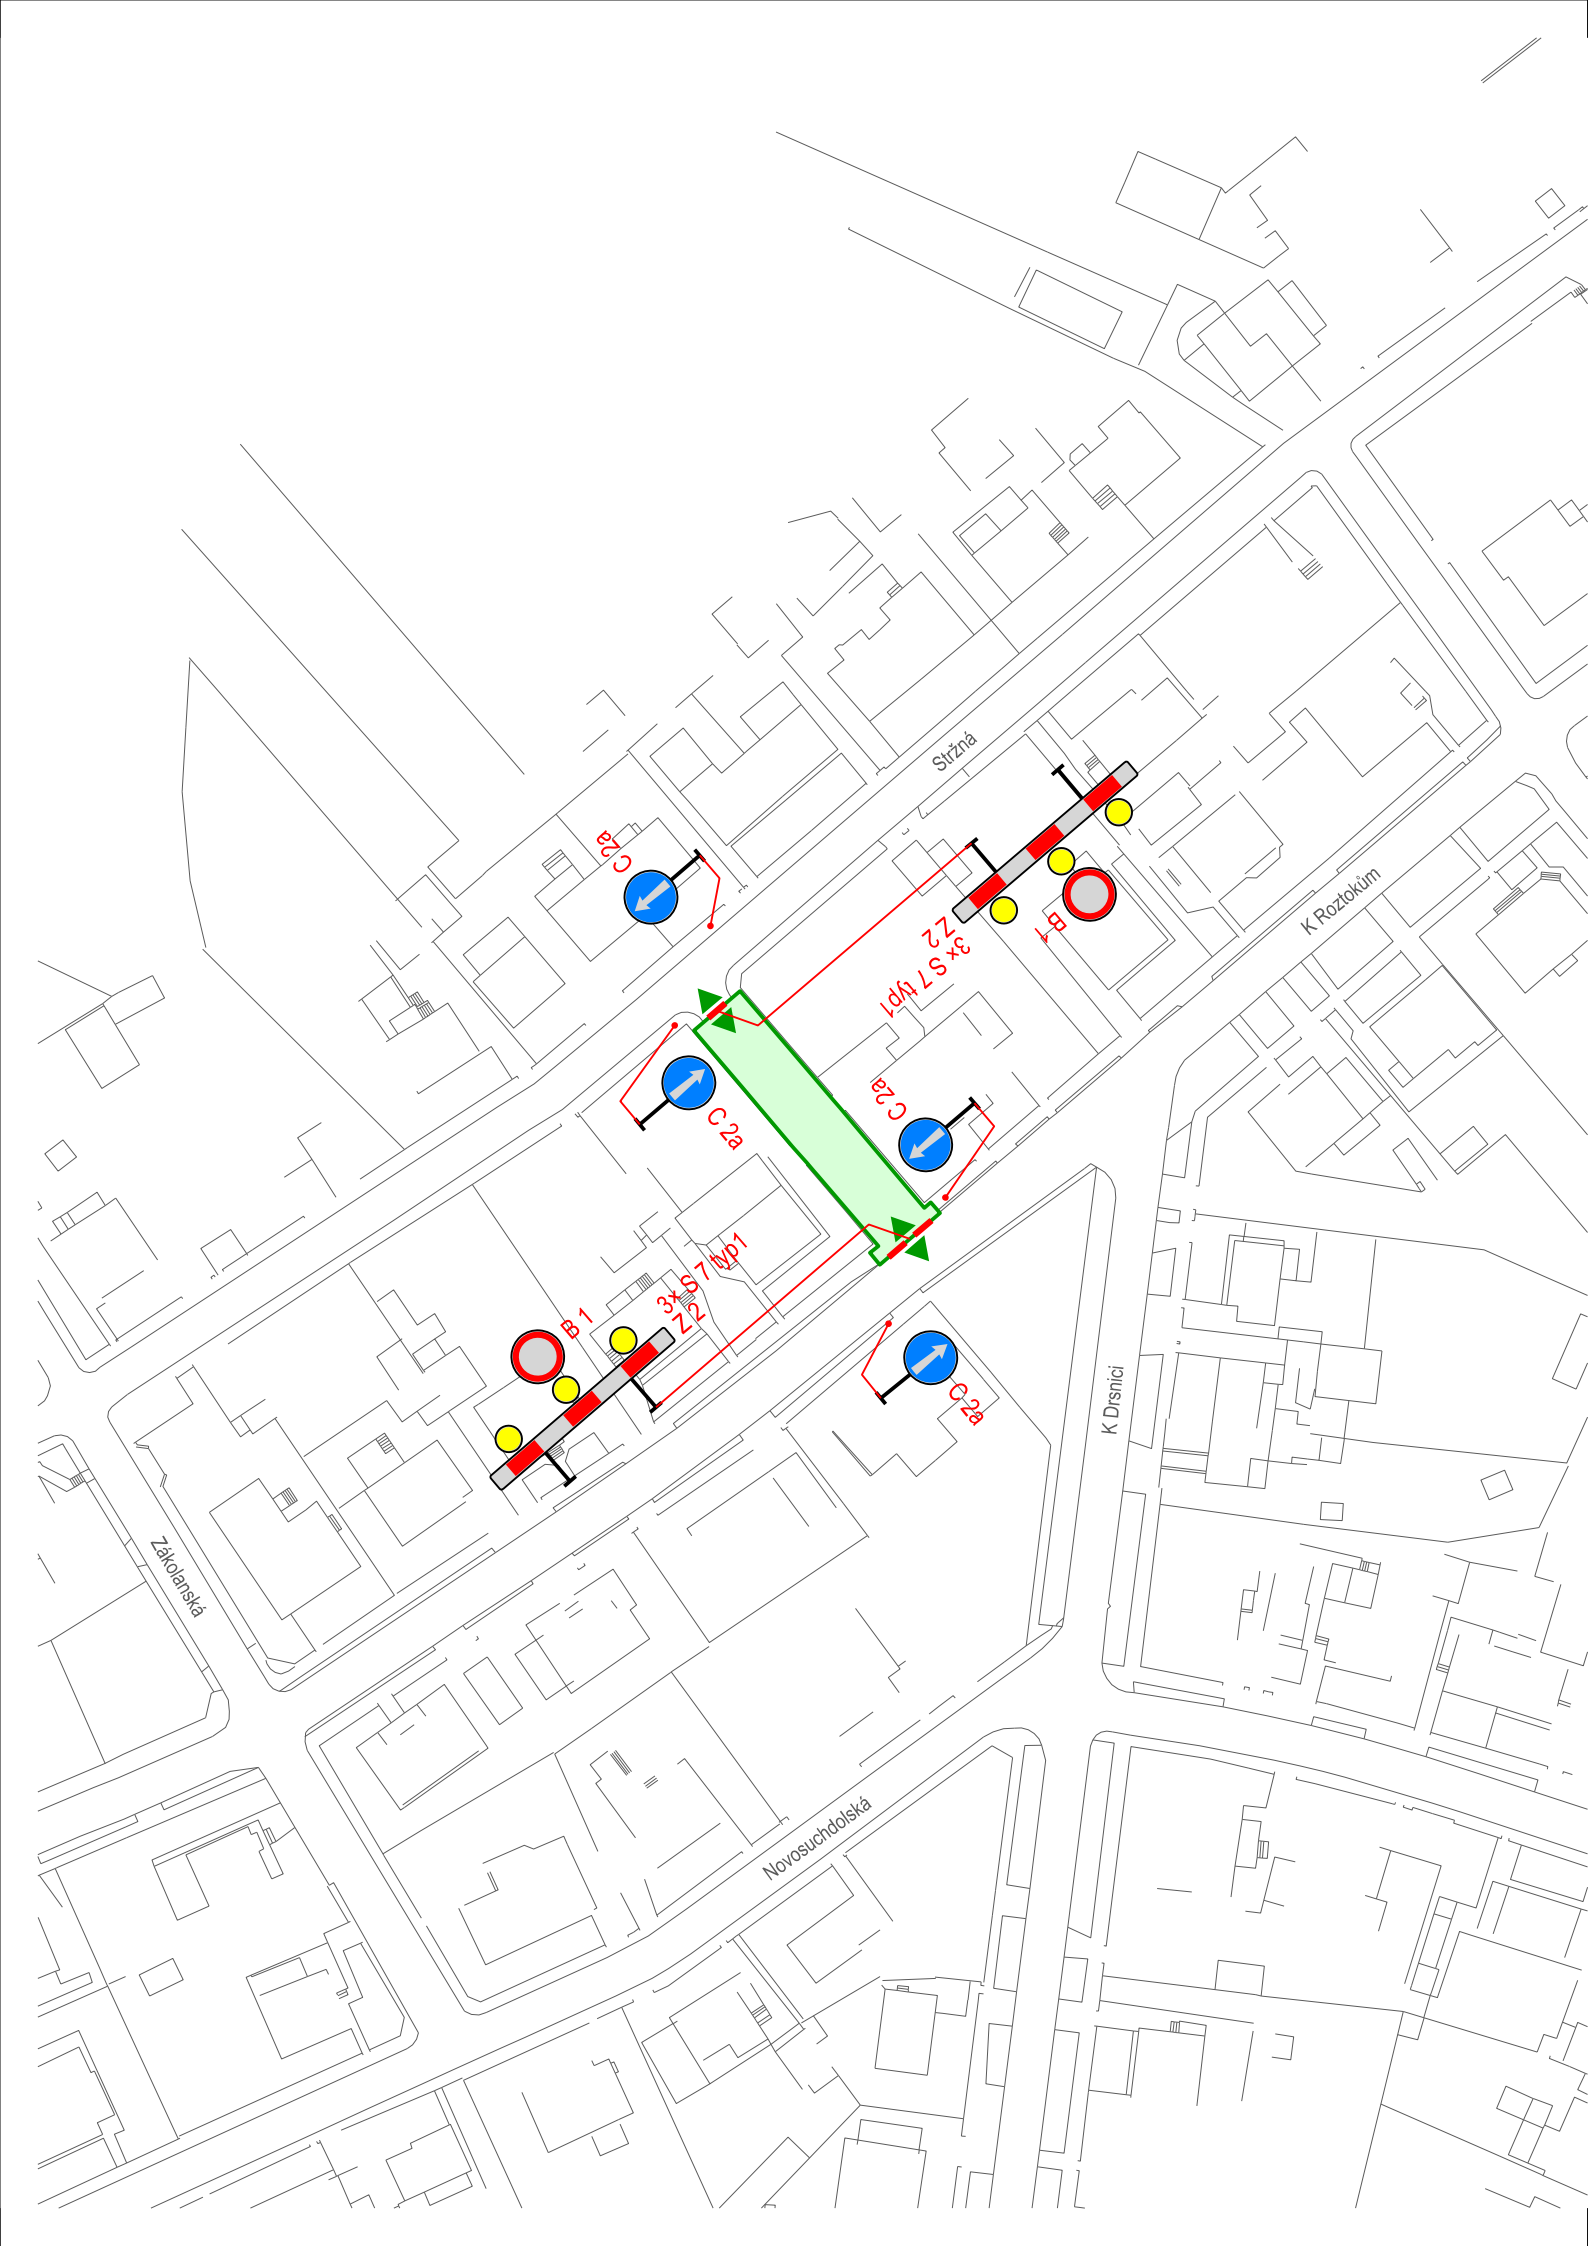 Stržná
C 2a
K Roztokům
B 1
Z 2
3x S 7 typ1
C 2a
C 2a
3x S 7 typ1
Z 2
B 1
C 2a
K Drsnici
Zákolanská
Novosuchdolská